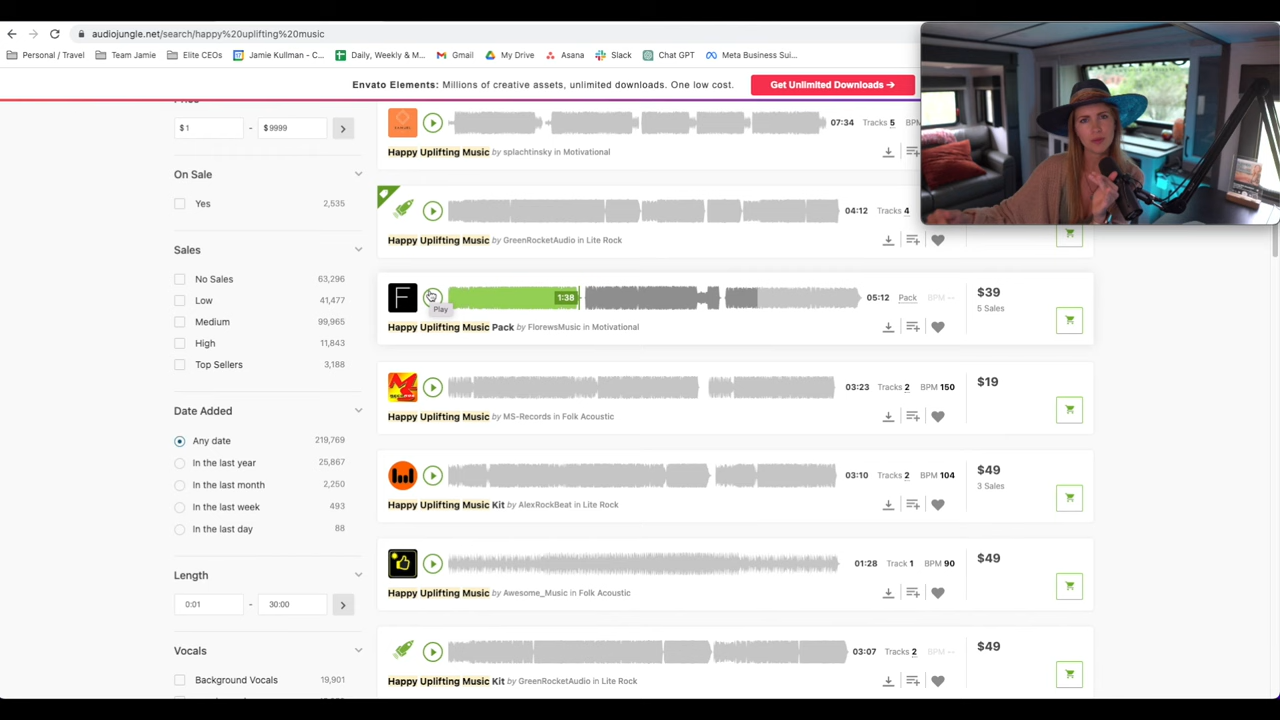 audiojungle.net/search/happy%20uplifting%20music
Personal / Travel
Team Jamie
Elite CEOs
Jamie Kullman - C...
Daily, Weekly & M...
Gmail
My Drive
Asana
Slack
Chat GPT
Meta Business Sui...
Envato Elements: Millions of creative assets, unlimited downloads. One low cost.
Get Unlimited Downloads →
$ 1 - $ 9999
On Sale
Yes 2,535
Sales
No Sales 63,296
Low 41,477
Medium 99,965
High 11,843
Top Sellers 3,188
Date Added
Any date 219,769
In the last year 25,867
In the last month 2,250
In the last week 493
In the last day 88
Length
0:01 - 30:00
Vocals
Background Vocals 19,901
07:34 Tracks 5 BPM
Happy Uplifting Music by splachtinsky in Motivational
04:12 Tracks 4
Happy Uplifting Music by GreenRocketAudio in Lite Rock
F
Play
1:38
05:12 Pack BPM --
$39
5 Sales
Happy Uplifting Music Pack by FlorewsMusic in Motivational
03:23 Tracks 2 BPM 150
$19
Happy Uplifting Music by MS-Records in Folk Acoustic
03:10 Tracks 2 BPM 104
$49
3 Sales
Happy Uplifting Music Kit by AlexRockBeat in Lite Rock
01:28 Track 1 BPM 90
$49
Happy Uplifting Music by Awesome_Music in Folk Acoustic
03:07 Tracks 2 BPM --
$49
Happy Uplifting Music Kit by GreenRocketAudio in Lite Rock